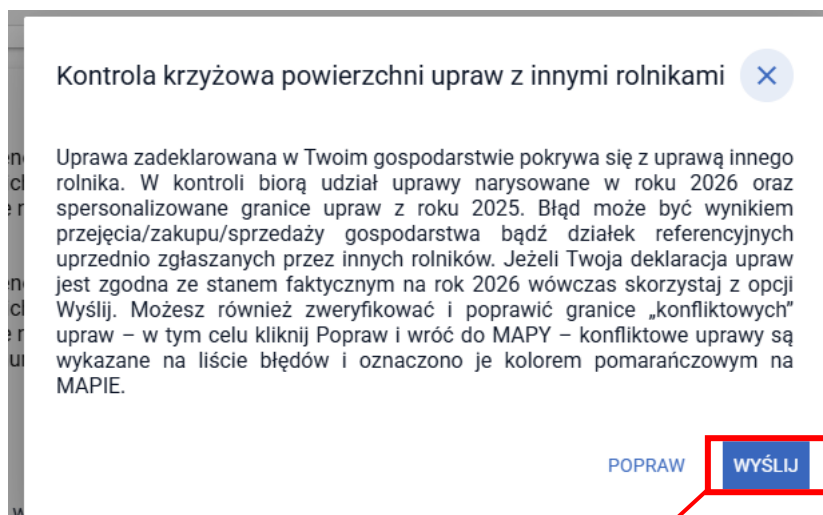 Kontrola krzyżowa powierzchni upraw z innymi rolnikami
Uprawa zadeklarowana w Twoim gospodarstwie pokrywa się z uprawą innego
rolnika. W kontroli biorą udział uprawy narysowane w roku 2026 oraz
spersonalizowane granice upraw z roku 2025. Błąd może być wynikiem
przejęcia/zakupu/sprzedaży gospodarstwa bądź działek referencyjnych
uprzednio zgłaszanych przez innych rolników. Jeżeli Twoja deklaracja upraw
jest zgodna ze stanem faktycznym na rok 2026 wówczas skorzystaj z opcji
Wyślij. Możesz również zweryfikować i poprawić granice „konfliktowych”
upraw – w tym celu kliknij Popraw i wróć do MAPY – konfliktowe uprawy są
wykazane na liście błędów i oznaczono je kolorem pomarańczowym na
MAPIE.
POPRAW WYŚLIJ